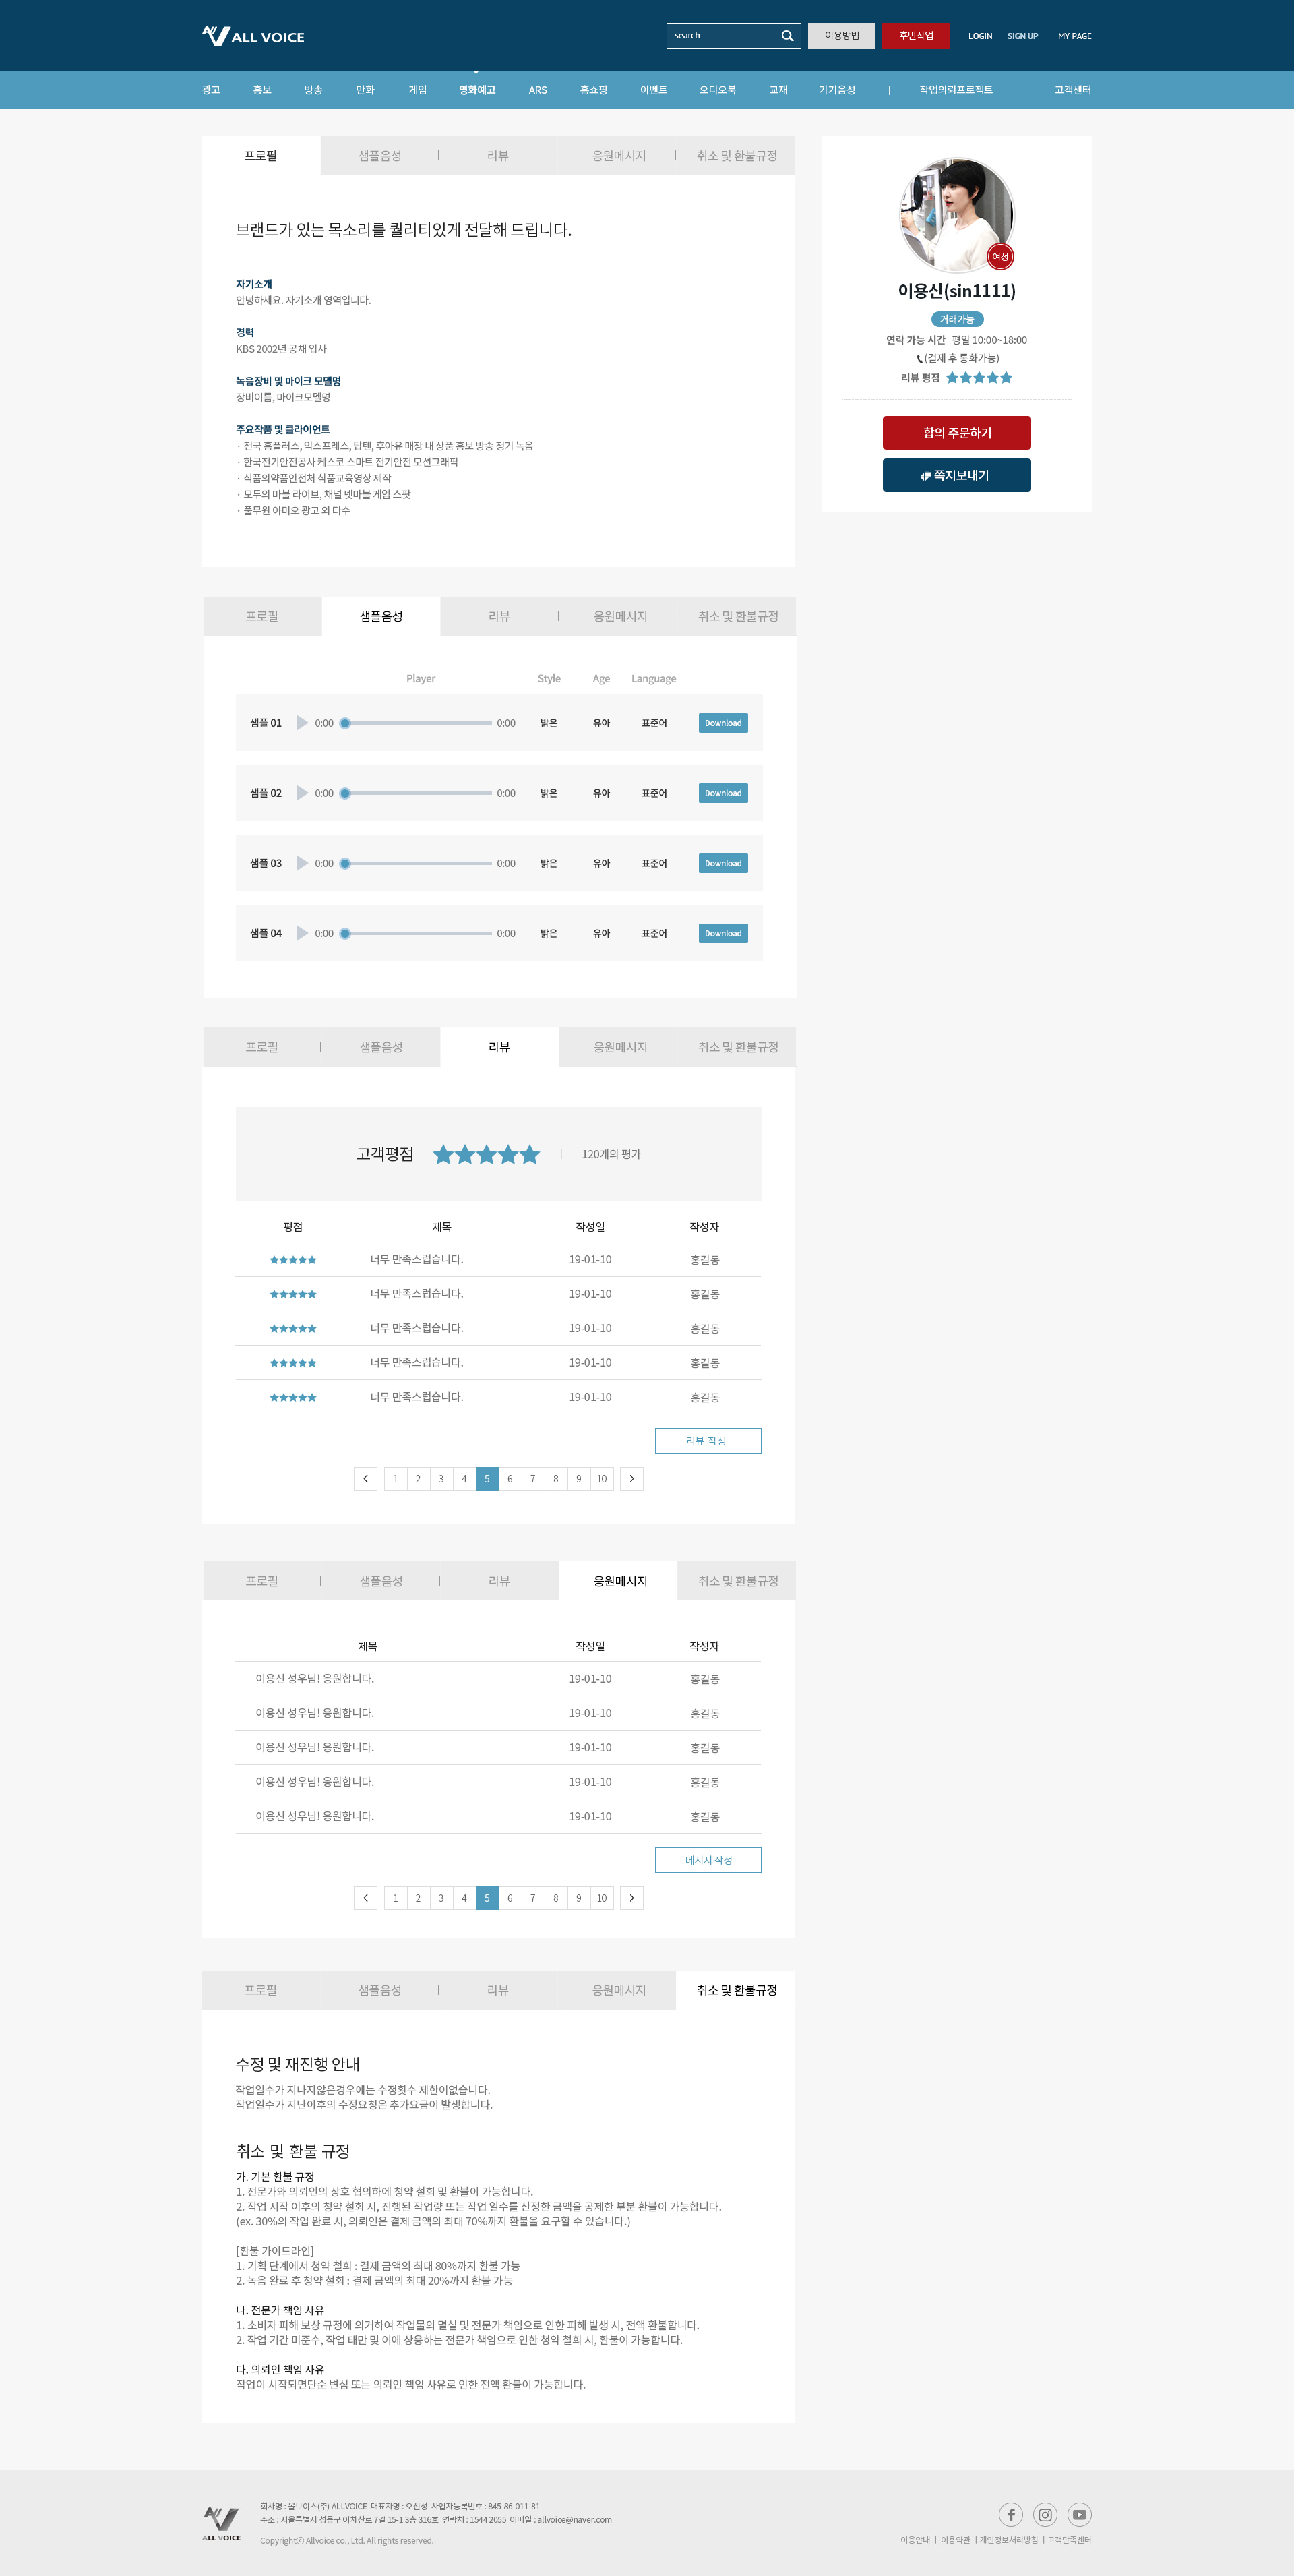 ALL VOICE
search
이용방법
후반작업
LOGIN SIGN UP MY PAGE
광고 홍보 방송 만화 게임 영화예고 ARS 홈쇼핑 이벤트 오디오북 교재 기기음성 | 작업의뢰프로젝트 | 고객센터
프로필 샘플음성 | 리뷰 | 응원메시지 | 취소 및 환불규정
브랜드가 있는 목소리를 퀄리티있게 전달해 드립니다.
자기소개
안녕하세요. 자기소개 영역입니다.
경력
KBS 2002년 공채 입사
녹음장비 및 마이크 모델명
장비이름, 마이크모델명
주요작품 및 클라이언트
· 전국 홈플러스, 익스프레스, 탑텐, 후아유 매장 내 상품 홍보 방송 정기 녹음
· 한국전기안전공사 케스코 스마트 전기안전 모션그래픽
· 식품의약품안전처 식품교육영상 제작
· 모두의 마블 라이브, 채널 넷마블 게임 스팟
· 풀무원 아미오 광고 외 다수
여성
이용신(sin1111)
거래가능
연락 가능 시간 평일 10:00~18:00
(결제 후 통화가능)
리뷰 평점
합의 주문하기
쪽지보내기
프로필 샘플음성 리뷰 | 응원메시지 | 취소 및 환불규정
Player Style Age Language
샘플 01 0:00 0:00 밝은 유아 표준어 Download
샘플 02 0:00 0:00 밝은 유아 표준어 Download
샘플 03 0:00 0:00 밝은 유아 표준어 Download
샘플 04 0:00 0:00 밝은 유아 표준어 Download
프로필 | 샘플음성 리뷰 응원메시지 | 취소 및 환불규정
고객평점 | 120개의 평가
평점 제목 작성일 작성자
너무 만족스럽습니다. 19-01-10 홍길동
너무 만족스럽습니다. 19-01-10 홍길동
너무 만족스럽습니다. 19-01-10 홍길동
너무 만족스럽습니다. 19-01-10 홍길동
너무 만족스럽습니다. 19-01-10 홍길동
리뷰 작성
1 2 3 4 5 6 7 8 9 10
프로필 | 샘플음성 | 리뷰 응원메시지 취소 및 환불규정
제목 작성일 작성자
이용신 성우님! 응원합니다. 19-01-10 홍길동
이용신 성우님! 응원합니다. 19-01-10 홍길동
이용신 성우님! 응원합니다. 19-01-10 홍길동
이용신 성우님! 응원합니다. 19-01-10 홍길동
이용신 성우님! 응원합니다. 19-01-10 홍길동
메시지 작성
1 2 3 4 5 6 7 8 9 10
프로필 | 샘플음성 | 리뷰 | 응원메시지 취소 및 환불규정
수정 및 재진행 안내
작업일수가 지나지않은경우에는 수정횟수 제한이없습니다.
작업일수가 지난이후의 수정요청은 추가요금이 발생합니다.
취소 및 환불 규정
가. 기본 환불 규정
1. 전문가와 의뢰인의 상호 협의하에 청약 철회 및 환불이 가능합니다.
2. 작업 시작 이후의 청약 철회 시, 진행된 작업량 또는 작업 일수를 산정한 금액을 공제한 부분 환불이 가능합니다.
(ex. 30%의 작업 완료 시, 의뢰인은 결제 금액의 최대 70%까지 환불을 요구할 수 있습니다.)
[환불 가이드라인]
1. 기획 단계에서 청약 철회 : 결제 금액의 최대 80%까지 환불 가능
2. 녹음 완료 후 청약 철회 : 결제 금액의 최대 20%까지 환불 가능
나. 전문가 책임 사유
1. 소비자 피해 보상 규정에 의거하여 작업물의 멸실 및 전문가 책임으로 인한 피해 발생 시, 전액 환불합니다.
2. 작업 기간 미준수, 작업 태만 및 이에 상응하는 전문가 책임으로 인한 청약 철회 시, 환불이 가능합니다.
다. 의뢰인 책임 사유
작업이 시작되면단순 변심 또는 의뢰인 책임 사유로 인한 전액 환불이 가능합니다.
ALL VOICE
회사명 : 올보이스(주) ALLVOICE 대표자명 : 오신성 사업자등록번호 : 845-86-011-81
주소 : 서울특별시 성동구 아차산로 7길 15-1 3층 316호 연락처 : 1544 2055 이메일 : allvoice@naver.com
Copyrightⓒ Allvoice co., Ltd. All rights reserved.
이용안내 | 이용약관 | 개인정보처리방침 | 고객만족센터